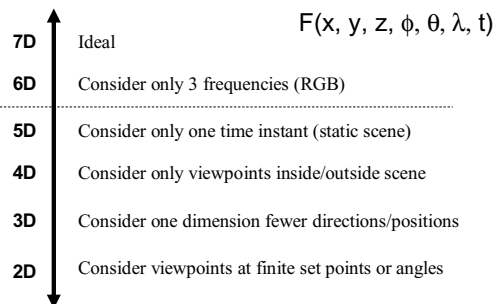 F(x, y, z, ϕ, θ, λ, t)
7D Ideal
6D Consider only 3 frequencies (RGB)
5D Consider only one time instant (static scene)
4D Consider only viewpoints inside/outside scene
3D Consider one dimension fewer directions/positions
2D Consider viewpoints at finite set points or angles